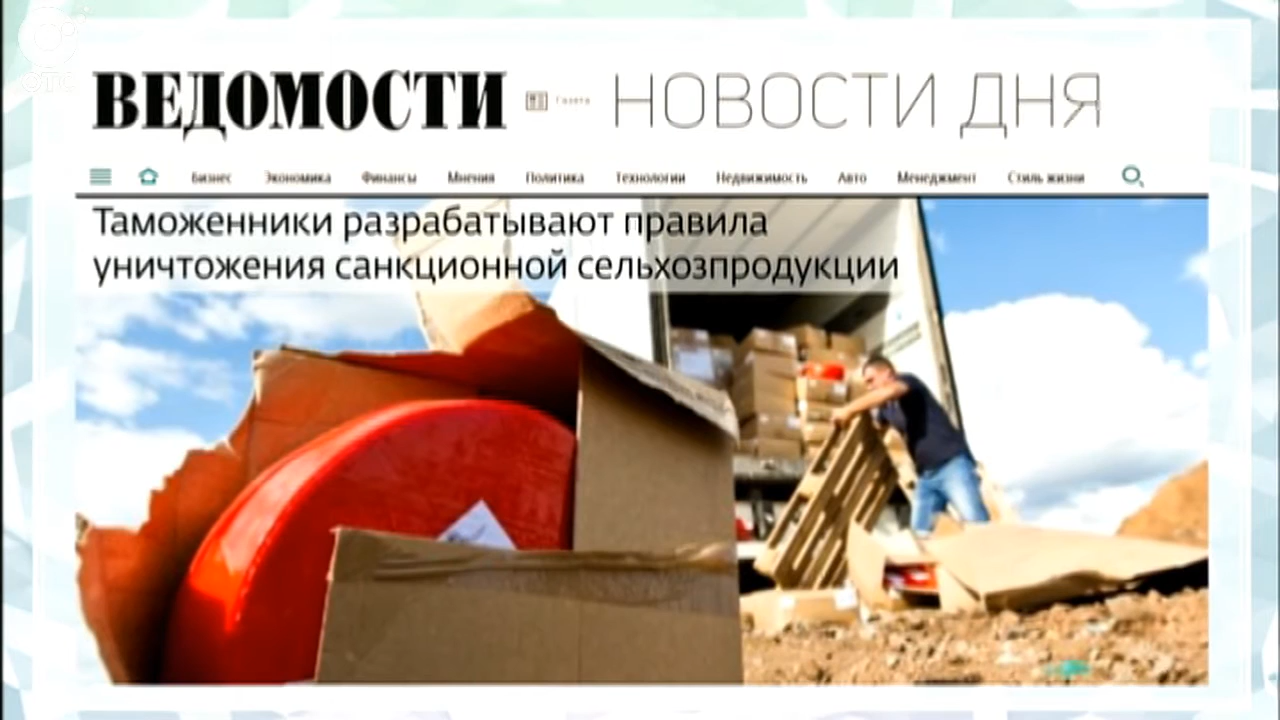 ОТС
ВЕДОМОСТИ Газета НОВОСТИ ДНЯ
Бизнес Экономика Финансы Мнения Политика Технологии Недвижимость Авто Менеджмент Стиль жизни
Таможенники разрабатывают правила
уничтожения санкционной сельхозпродукции